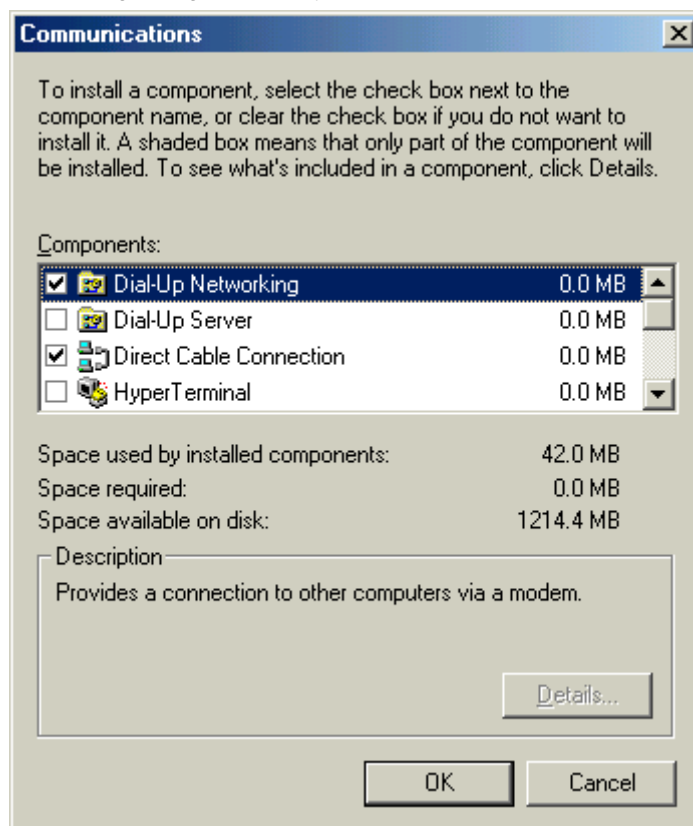 Communications
To install a component, select the check box next to the
component name, or clear the check box if you do not want to
install it. A shaded box means that only part of the component will
be installed. To see what's included in a component, click Details.
Components:
Dial-Up Networking 0.0 MB
Dial-Up Server 0.0 MB
Direct Cable Connection 0.0 MB
HyperTerminal 0.0 MB
Space used by installed components: 42.0 MB
Space required: 0.0 MB
Space available on disk: 1214.4 MB
Description
Provides a connection to other computers via a modem.
Details...
OK Cancel